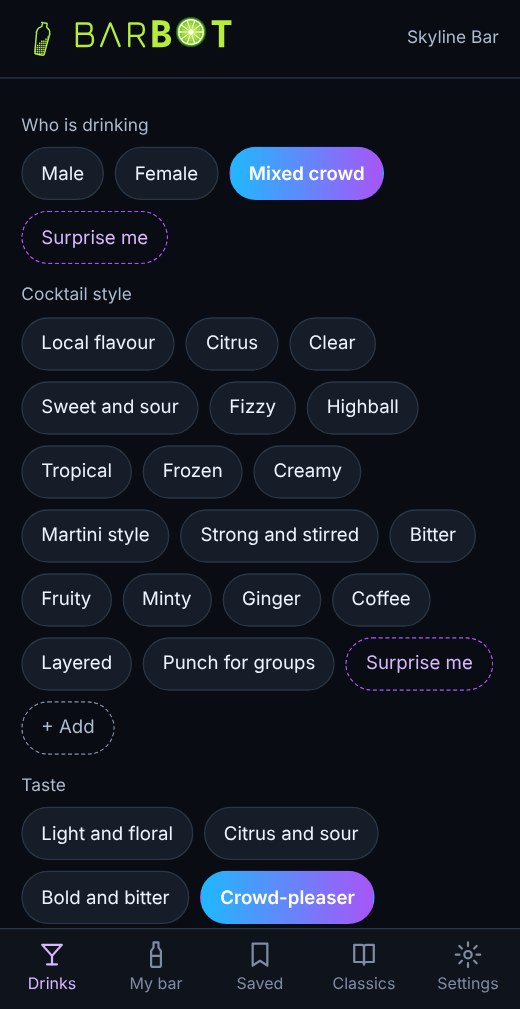 BARBOT
Skyline Bar
Who is drinking
Male Female Mixed crowd
Surprise me
Cocktail style
Local flavour Citrus Clear
Sweet and sour Fizzy Highball
Tropical Frozen Creamy
Martini style Strong and stirred Bitter
Fruity Minty Ginger Coffee
Layered Punch for groups Surprise me
+ Add
Taste
Light and floral Citrus and sour
Bold and bitter Crowd-pleaser
Drinks My bar Saved Classics Settings